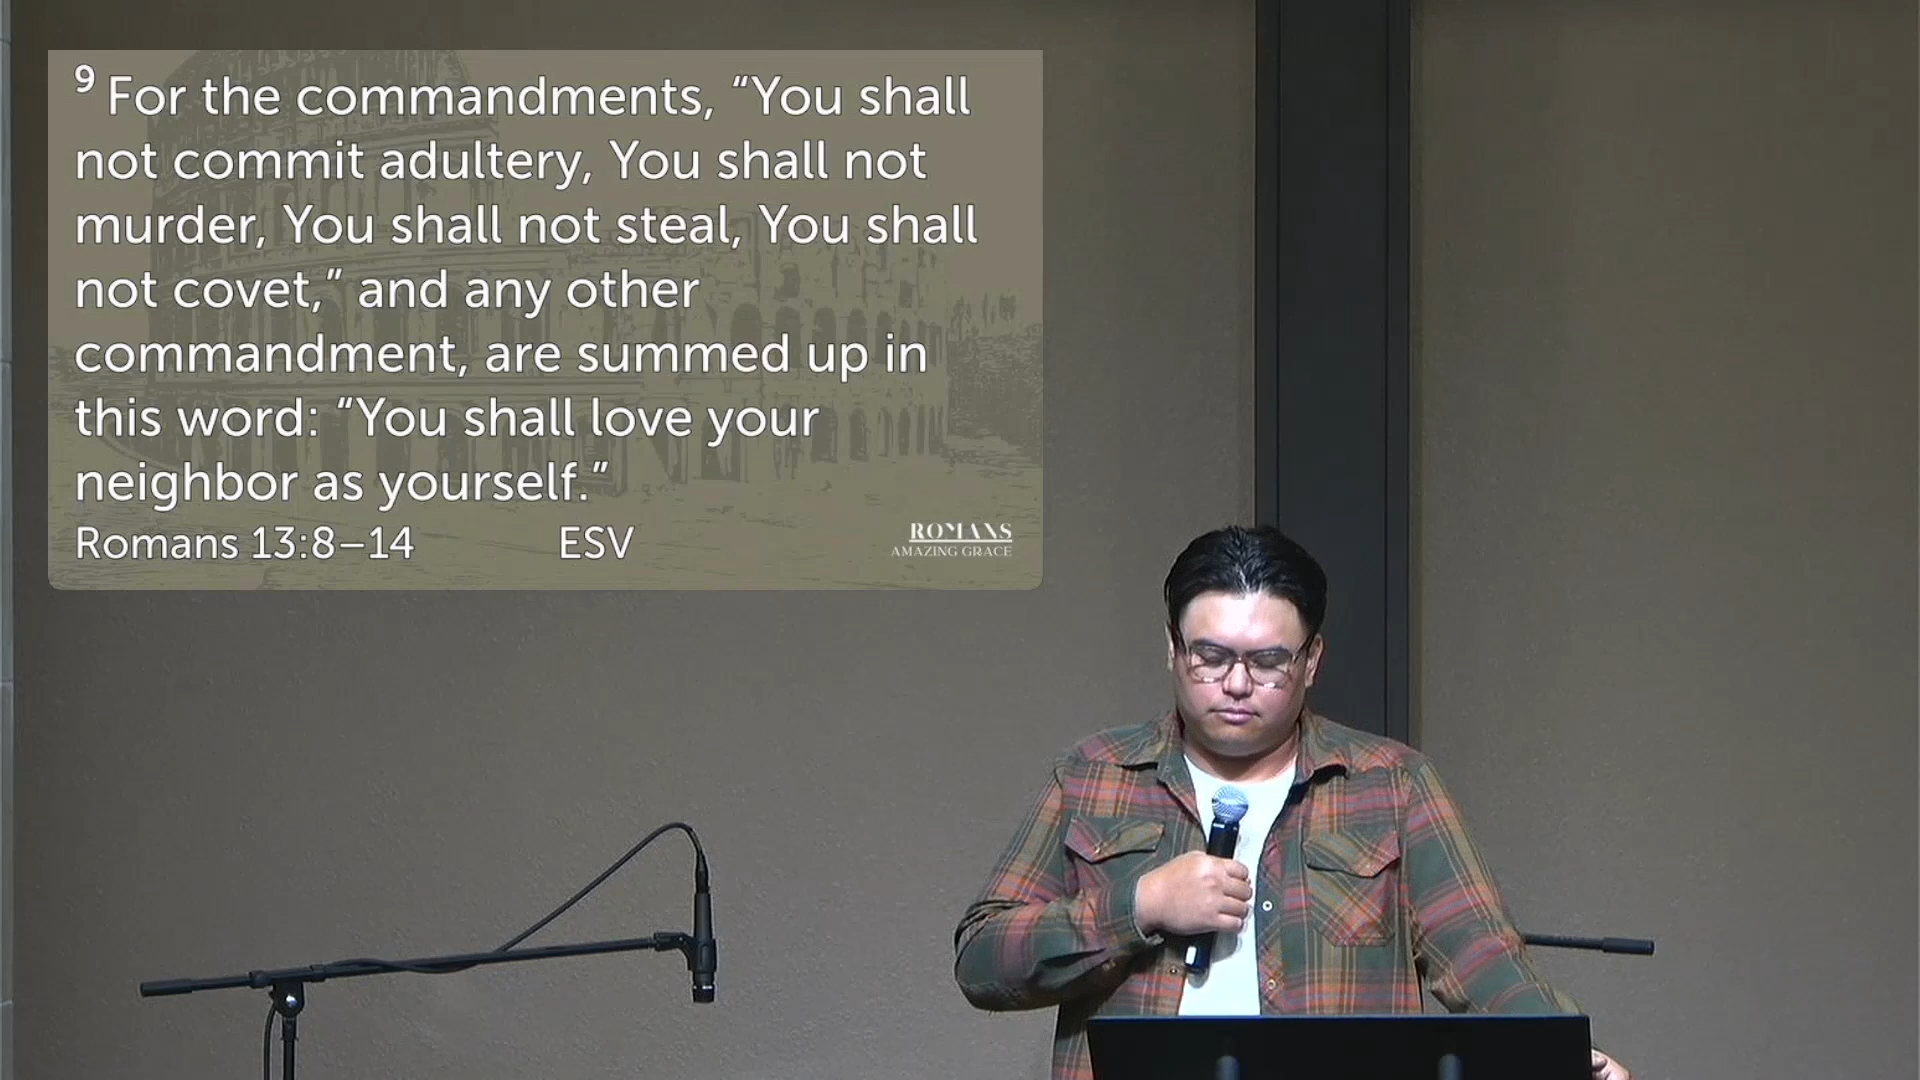 9 For the commandments, “You shall
not commit adultery, You shall not
murder, You shall not steal, You shall
not covet,” and any other
commandment, are summed up in
this word: “You shall love your
neighbor as yourself.”
Romans 13:8–14 ESV
ROMANS
AMAZING GRACE